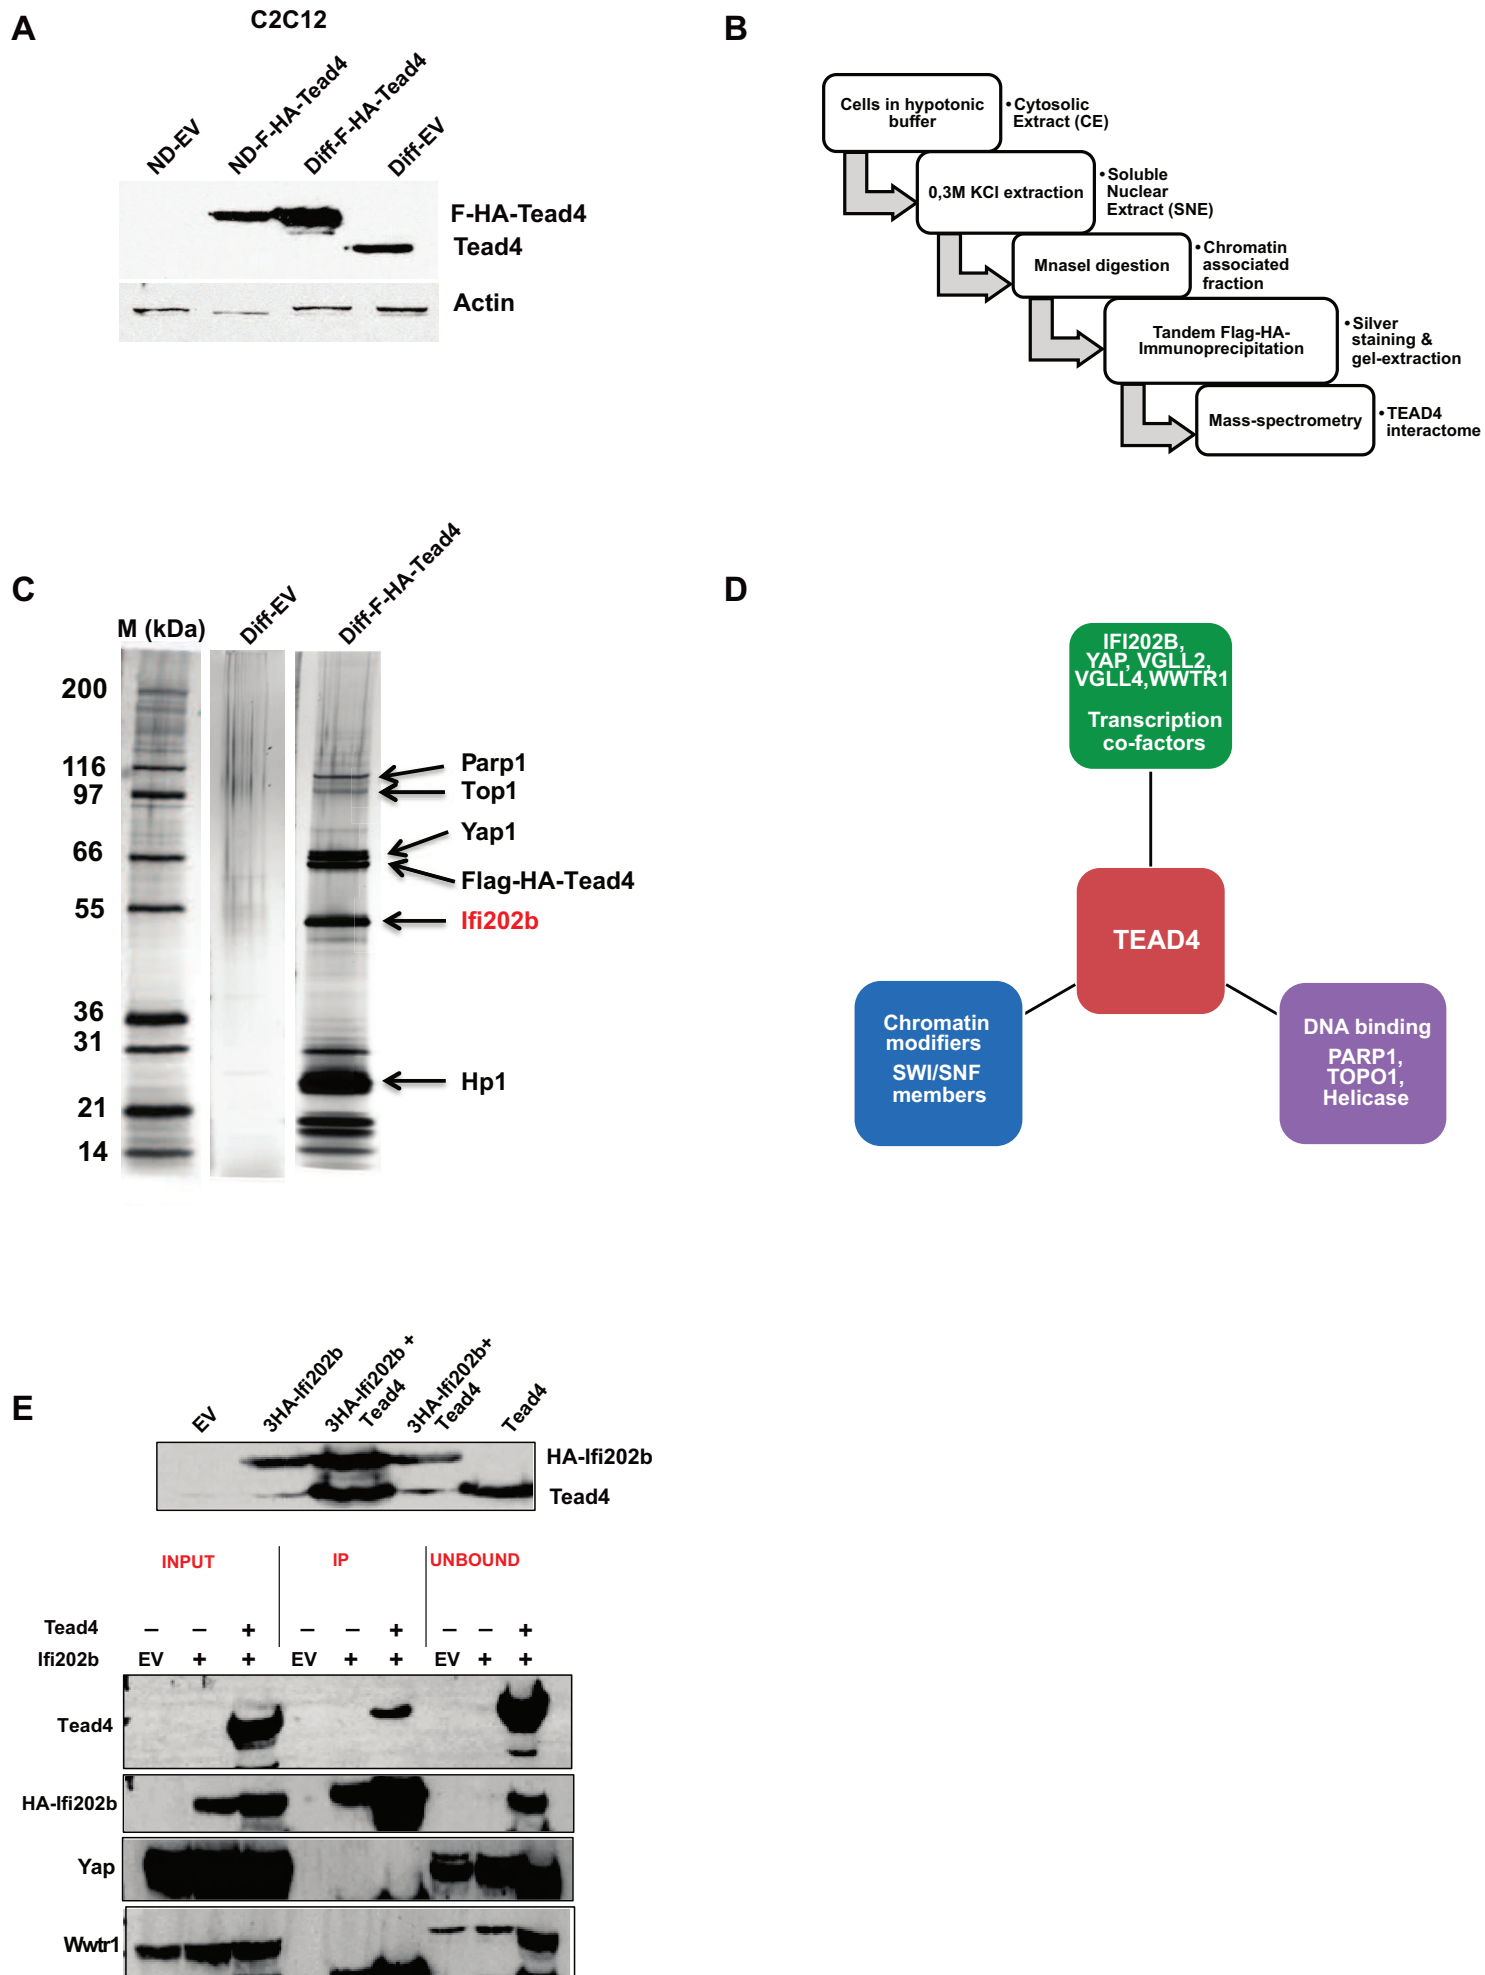 A
C2C12
ND-EV
ND-F-HA-Tead4
Diff-F-HA-Tead4
Diff-EV
F-HA-Tead4
Tead4
Actin
B
Cells in hypotonic
buffer
•Cytosolic
Extract (CE)
0,3M KCl extraction
•Soluble
Nuclear
Extract (SNE)
Mnasel digestion
•Chromatin
associated
fraction
Tandem Flag-HA-
Immunoprecipitation
•Silver
staining &
gel-extraction
Mass-spectrometry
•TEAD4
interactome
C
M (kDa)
Diff-EV
Diff-F-HA-Tead4
200
116
97
66
55
36
31
21
14
Parp1
Top1
Yap1
Flag-HA-Tead4
Ifi202b
Hp1
D
IFI202B,
YAP, VGLL2,
VGLL4,WWTR1
Transcription
co-factors
TEAD4
Chromatin
modifiers
SWI/SNF
members
DNA binding
PARP1,
TOPO1,
Helicase
E
EV
3HA-Ifi202b
3HA-Ifi202b +
Tead4
3HA-Ifi202b+
Tead4
Tead4
HA-Ifi202b
Tead4
INPUT IP UNBOUND
Tead4 – – + – – + – – +
Ifi202b EV + + EV + + EV + +
Tead4
HA-Ifi202b
Yap
Wwtr1